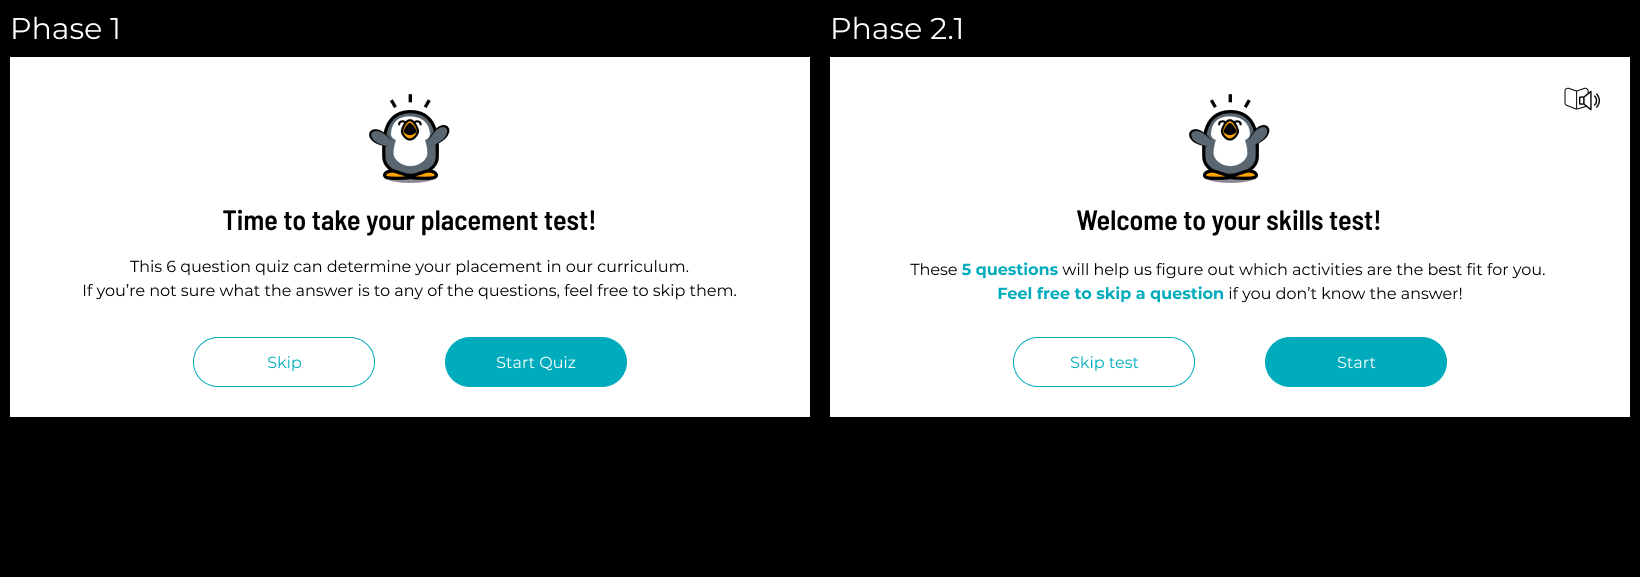 Phase 1
Time to take your placement test!
This 6 question quiz can determine your placement in our curriculum.
If you’re not sure what the answer is to any of the questions, feel free to skip them.
Skip
Start Quiz
Phase 2.1
Welcome to your skills test!
These 5 questions will help us figure out which activities are the best fit for you.
Feel free to skip a question if you don’t know the answer!
Skip test
Start